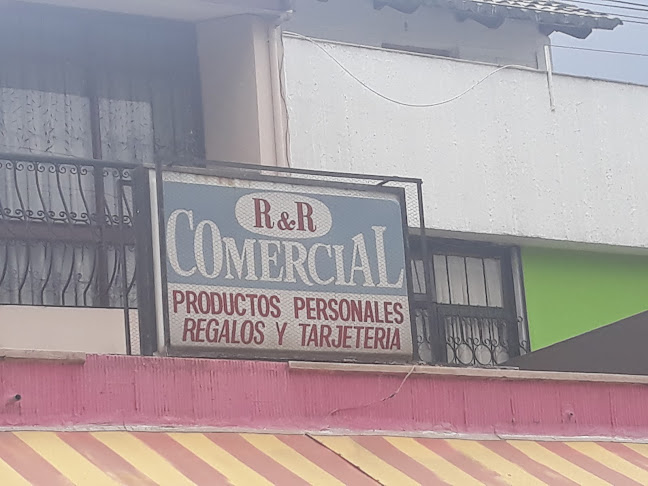 R & R
COMERCIAL
PRODUCTOS PERSONALES
REGALOS Y TARJETERIA